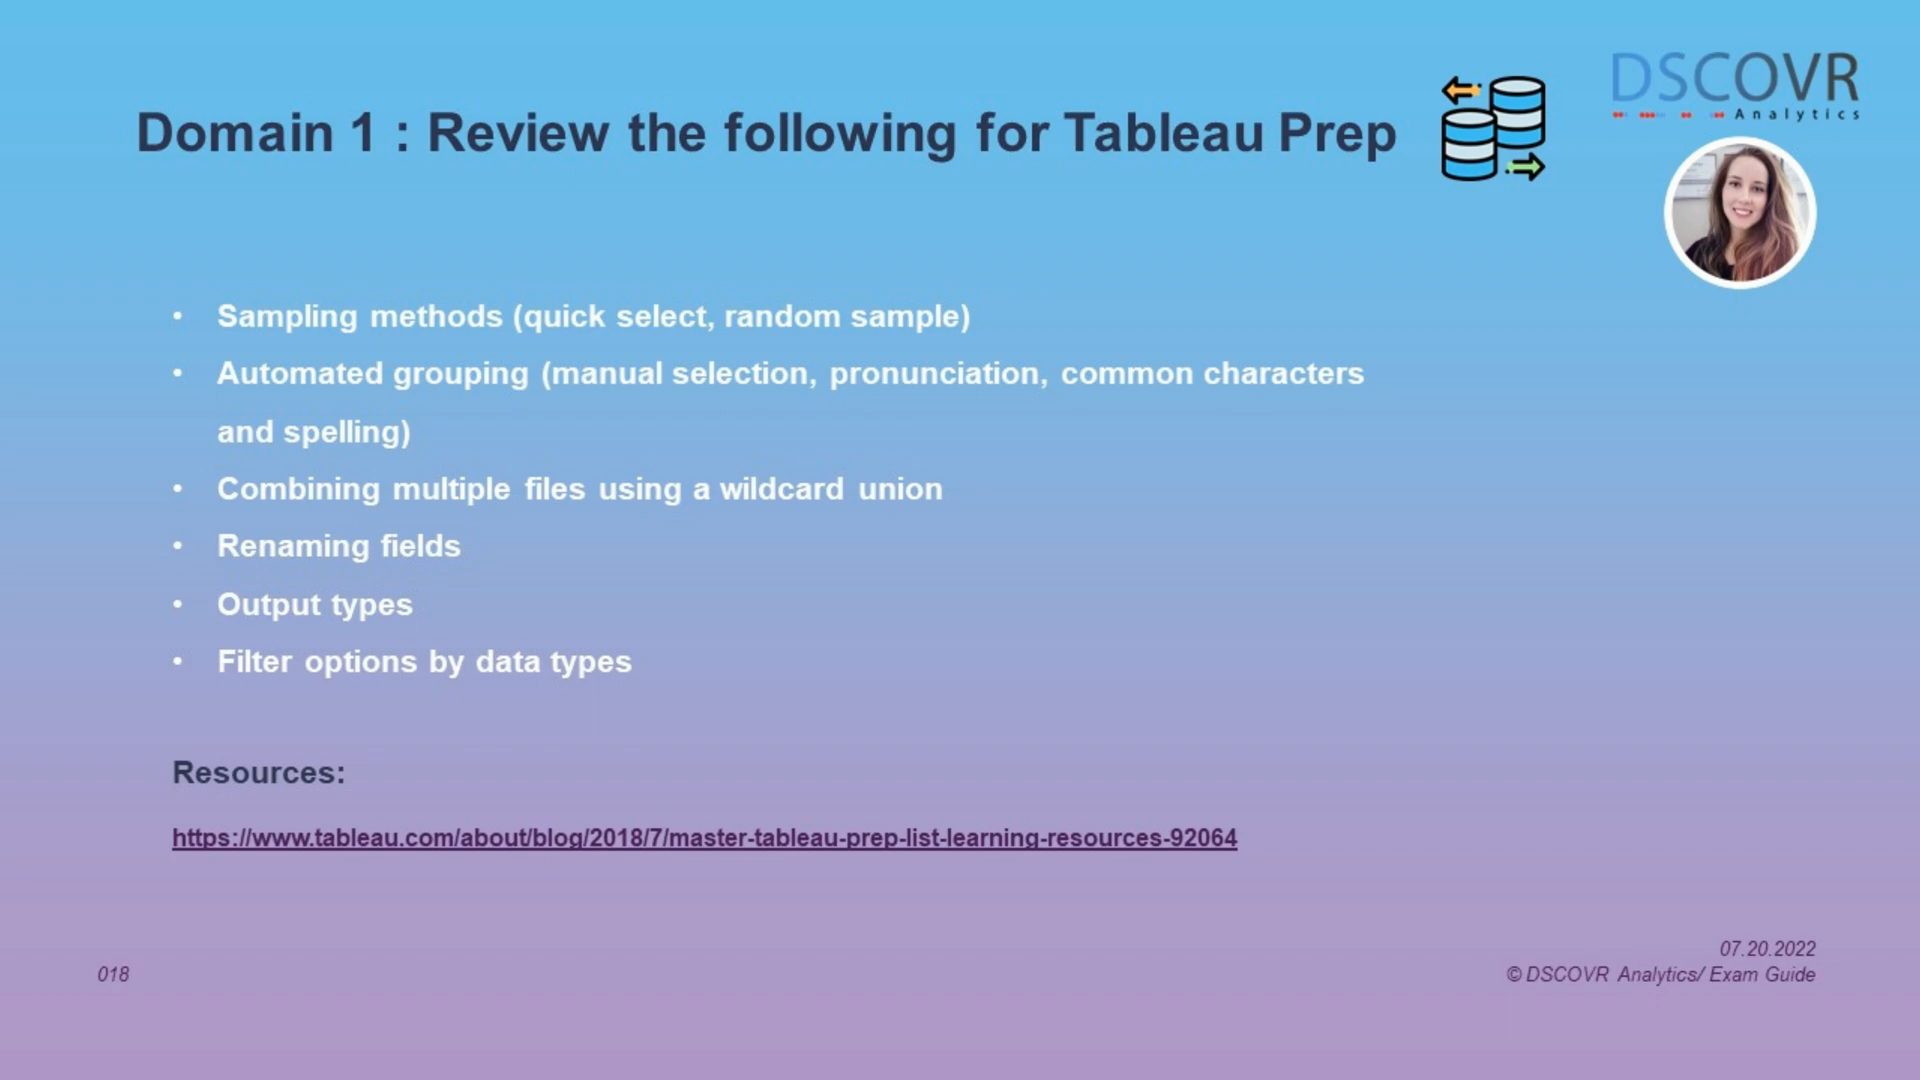 DSCOVR
Analytics
Domain 1 : Review the following for Tableau Prep
• Sampling methods (quick select, random sample)
• Automated grouping (manual selection, pronunciation, common characters
and spelling)
• Combining multiple files using a wildcard union
• Renaming fields
• Output types
• Filter options by data types
Resources:
https://www.tableau.com/about/blog/2018/7/master-tableau-prep-list-learning-resources-92064
07.20.2022
018
© DSCOVR Analytics/ Exam Guide